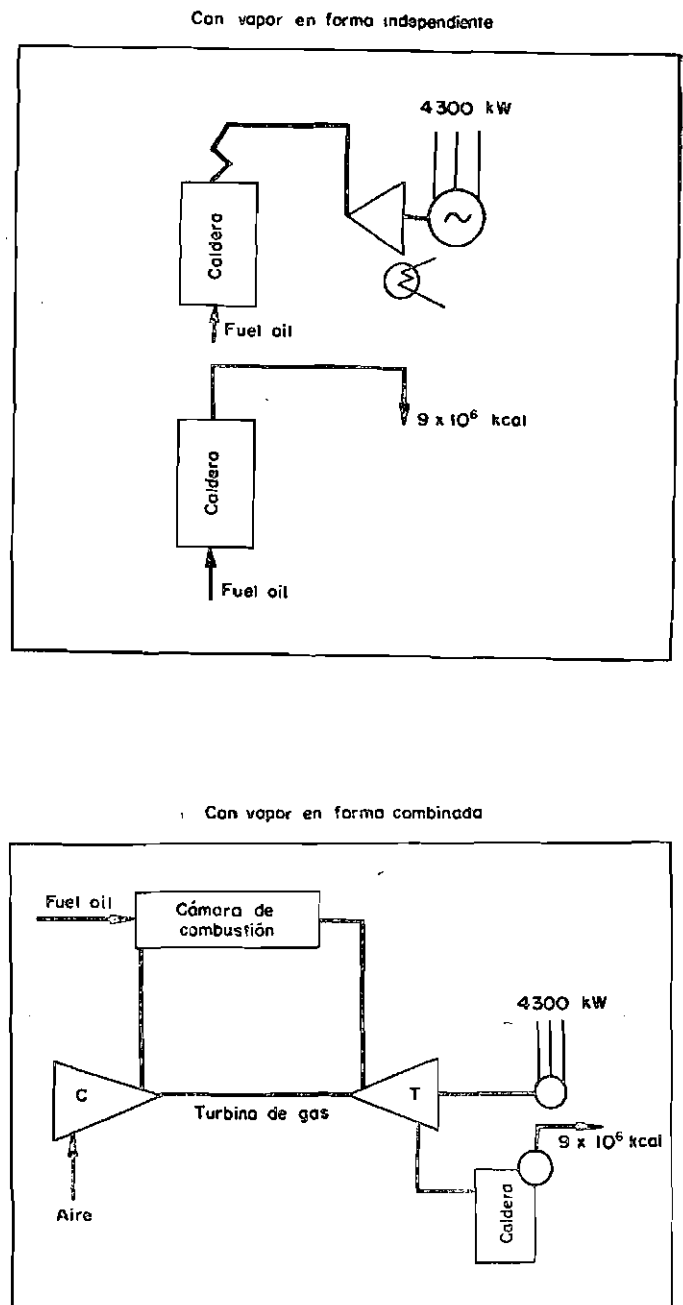 Con vapor en forma independiente
4300 kW
Caldera
Fuel oil
9 x 10⁶ kcal
Caldera
Fuel oil
Con vapor en forma combinada
Fuel oil
Cámara de
combustión
4300 kW
C
T
Turbina de gas
9 x 10⁶ kcal
Caldera
Aire